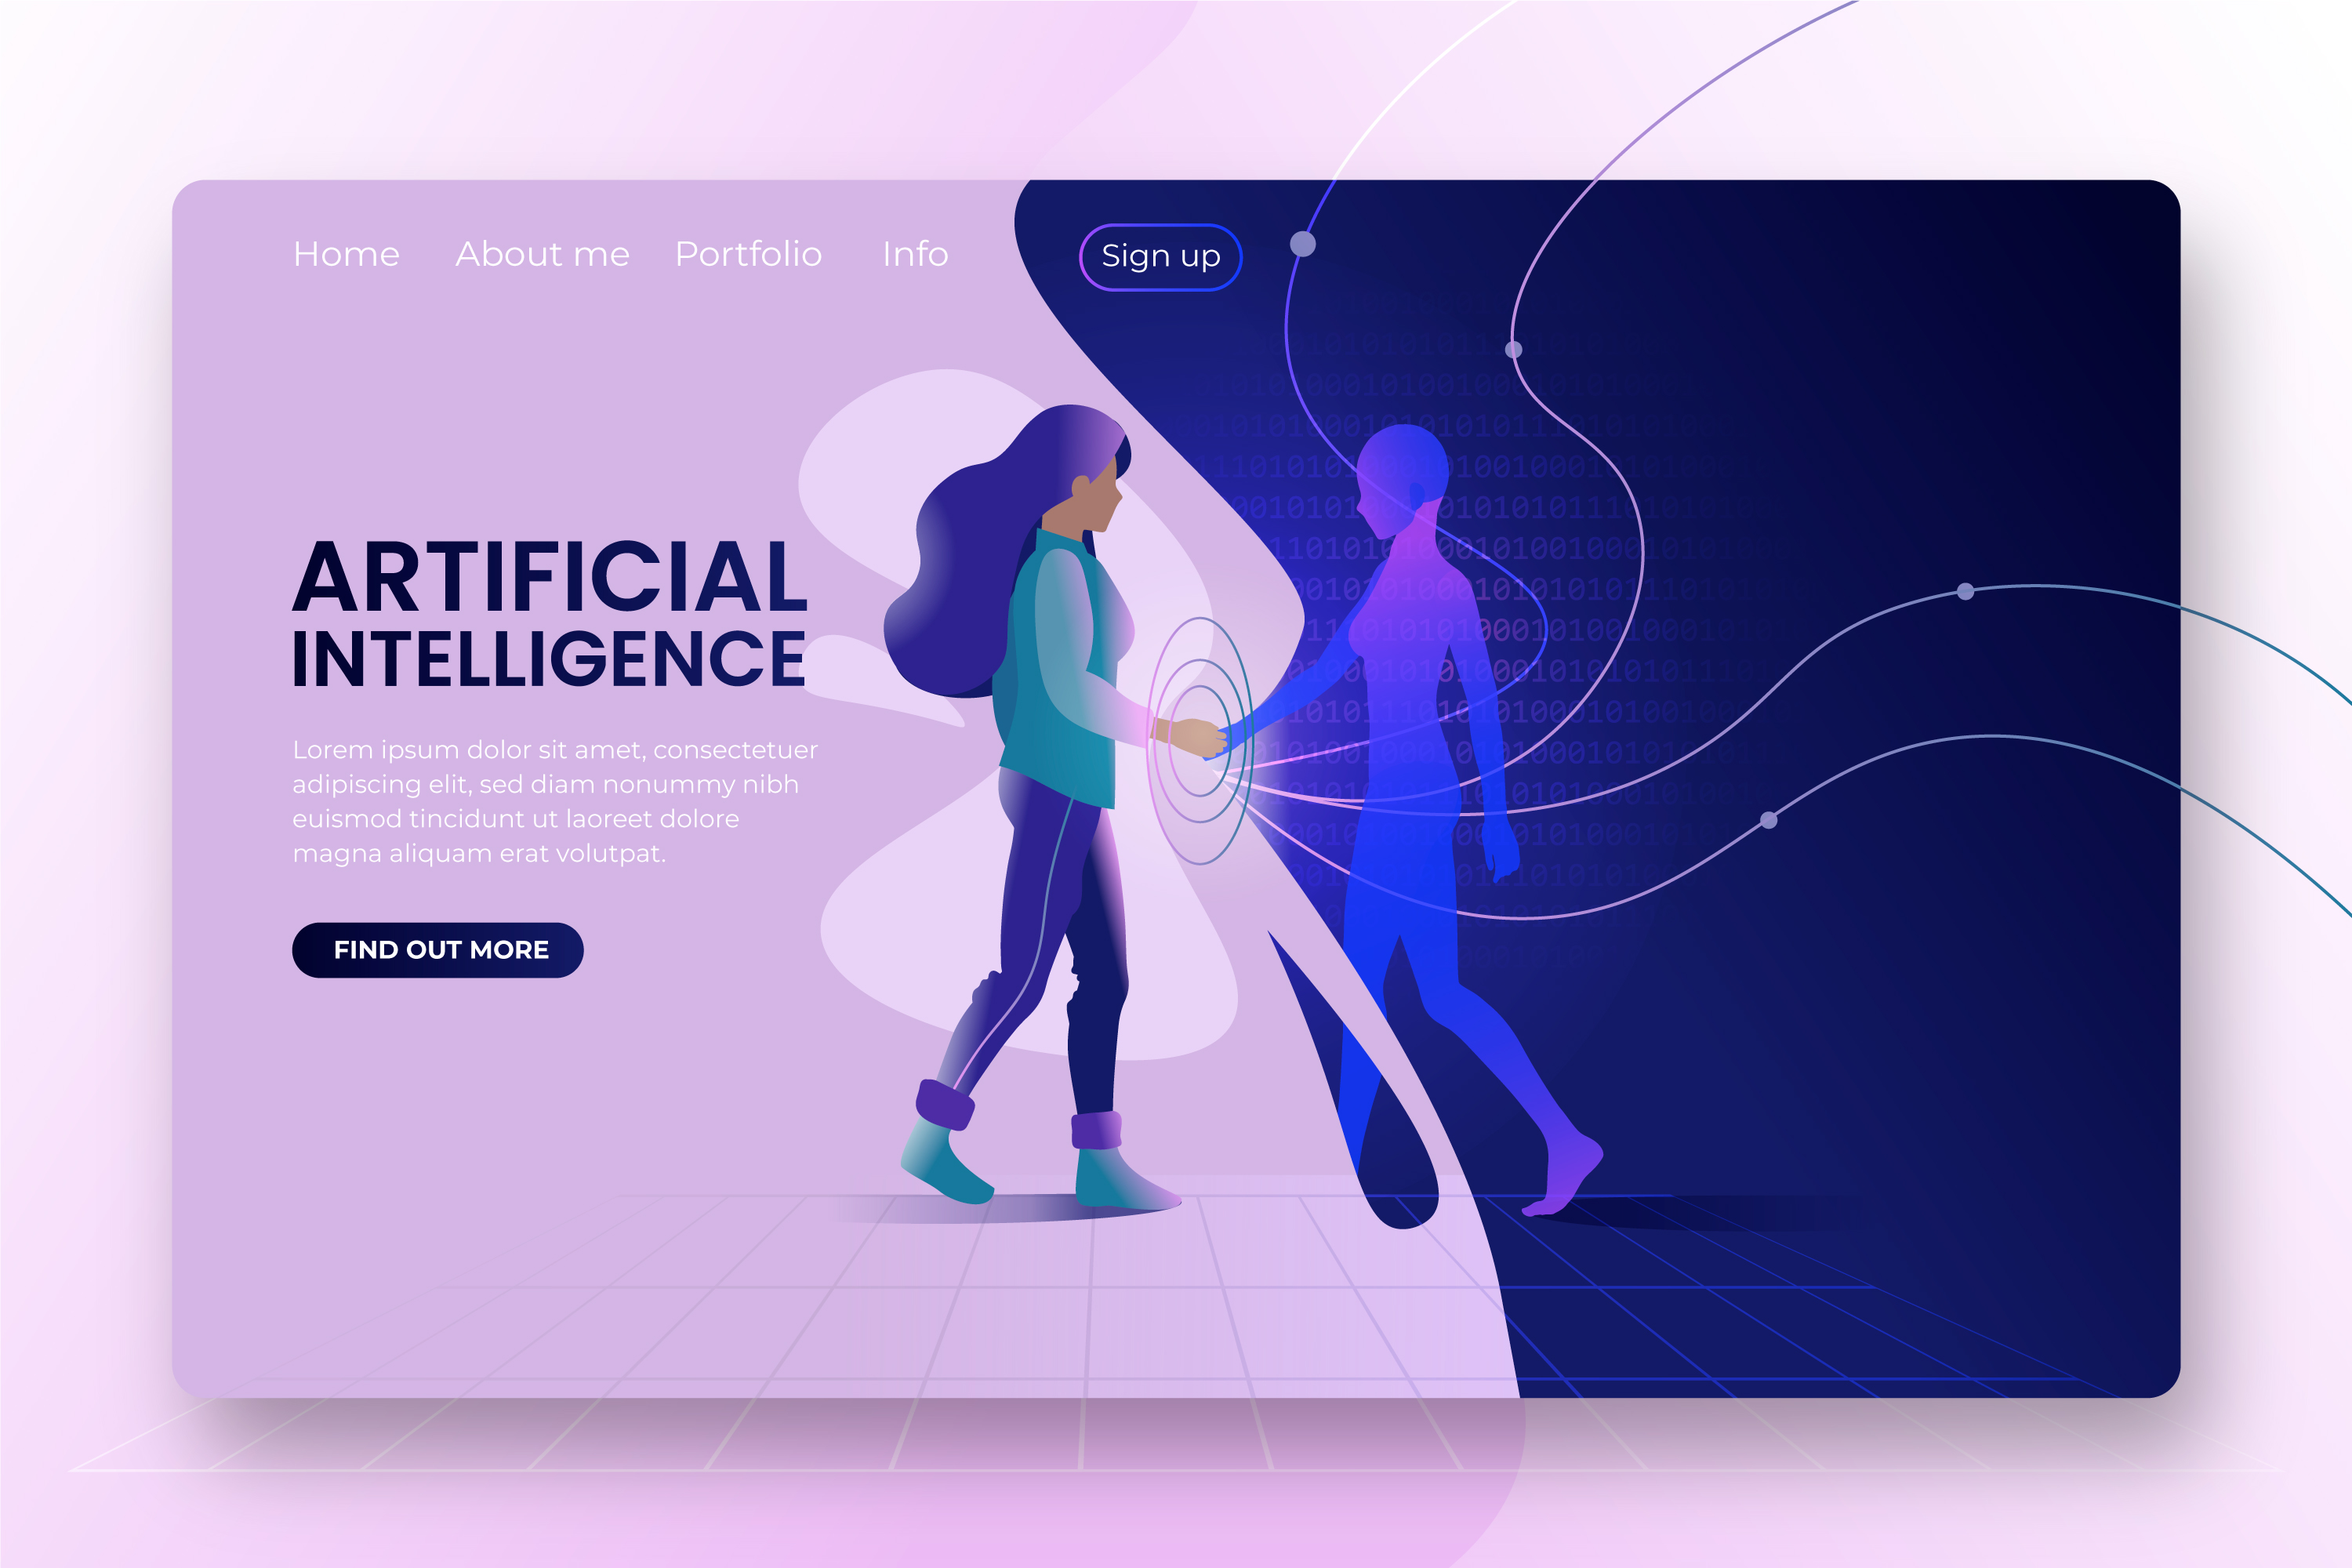 Home About me Portfolio Info Sign up
ARTIFICIAL
INTELLIGENCE
Lorem ipsum dolor sit amet, consectetuer
adipiscing elit, sed diam nonummy nibh
euismod tincidunt ut laoreet dolore
magna aliquam erat volutpat.
FIND OUT MORE